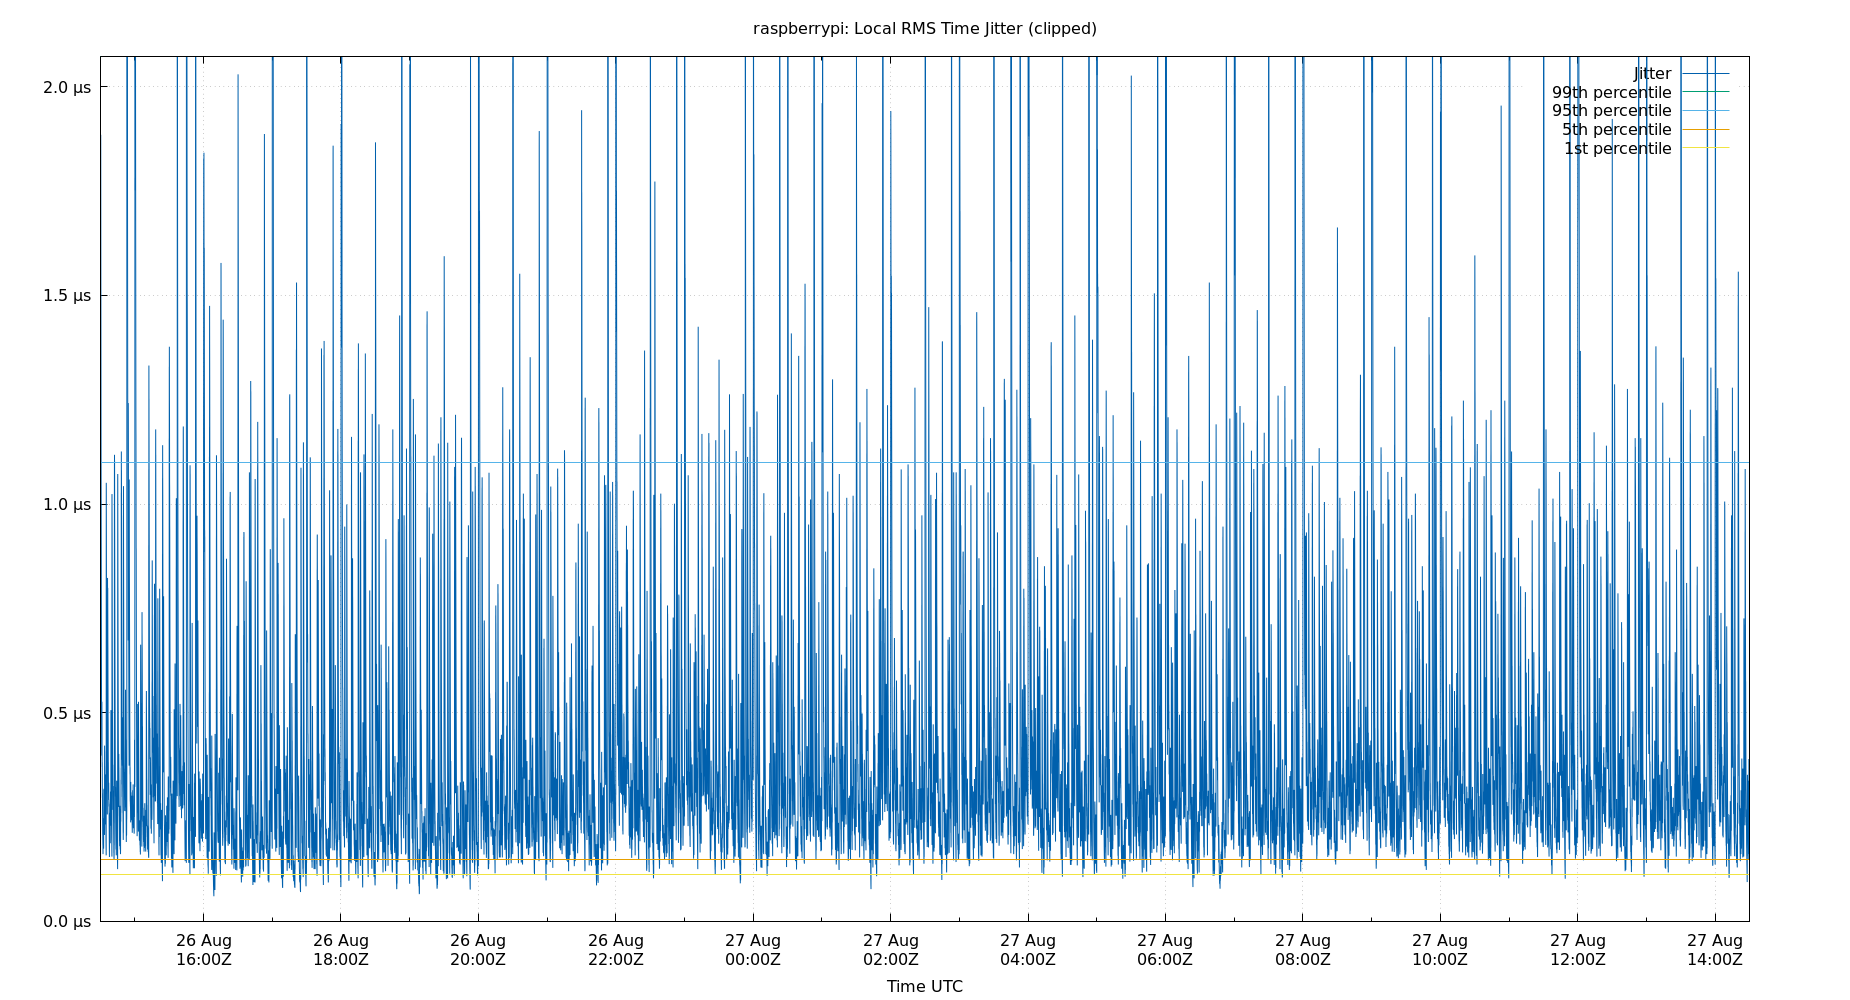 raspberrypi: Local RMS Time Jitter (clipped)
2.0 µs
1.5 µs
1.0 µs
0.5 µs
0.0 µs
Jitter
99th percentile
95th percentile
5th percentile
1st percentile
26 Aug 26 Aug 26 Aug 26 Aug 27 Aug 27 Aug 27 Aug 27 Aug 27 Aug 27 Aug 27 Aug 27 Aug
16:00Z 18:00Z 20:00Z 22:00Z 00:00Z 02:00Z 04:00Z 06:00Z 08:00Z 10:00Z 12:00Z 14:00Z
Time UTC